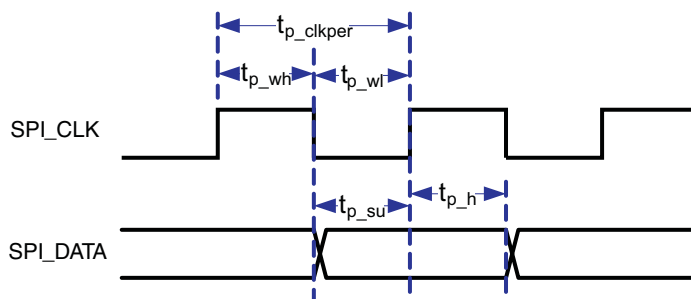 t_p_clkper
t_p_wh t_p_wl
SPI_CLK
t_p_su t_p_h
SPI_DATA